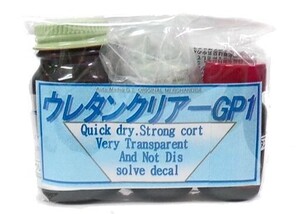 ウレタンクリアーGP1
Quick dry.Strong cort
Very Transparent
And Not Dis
solve decal